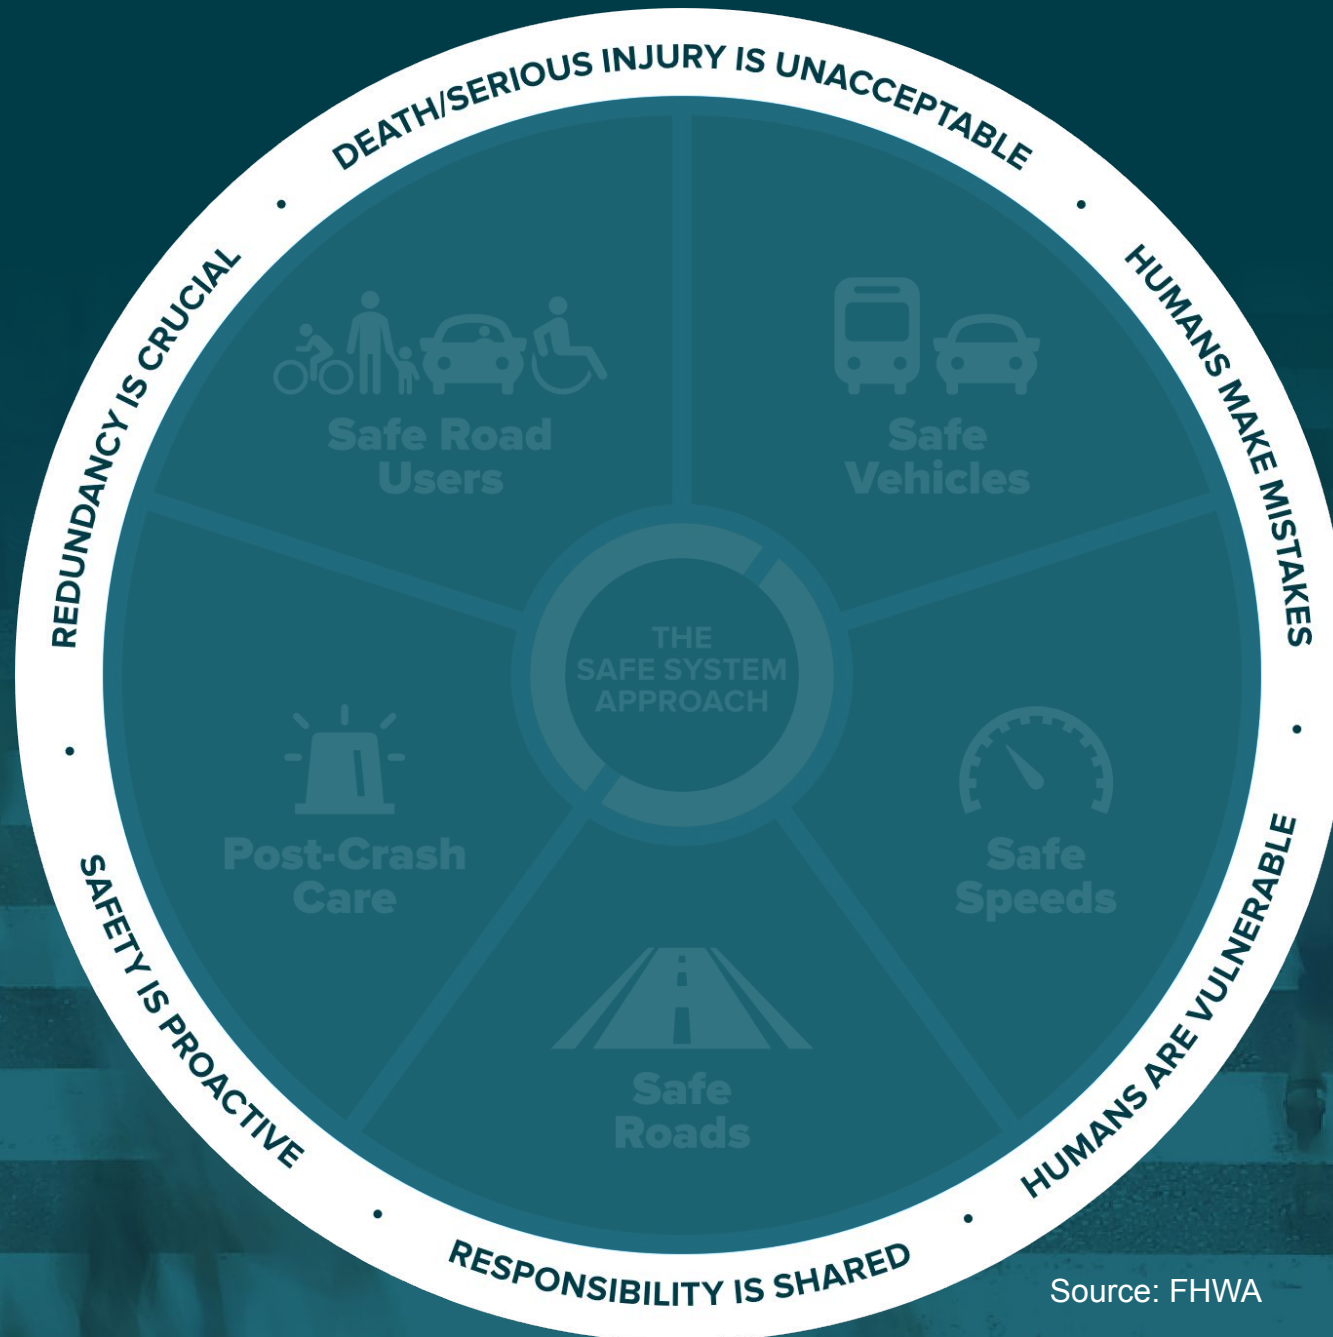 DEATH/SERIOUS INJURY IS UNACCEPTABLE
HUMANS MAKE MISTAKES
HUMANS ARE VULNERABLE
RESPONSIBILITY IS SHARED
SAFETY IS PROACTIVE
REDUNDANCY IS CRUCIAL
Safe Road
Users
Safe
Vehicles
THE
SAFE SYSTEM
APPROACH
Post-Crash
Care
Safe
Speeds
Safe
Roads
Source: FHWA